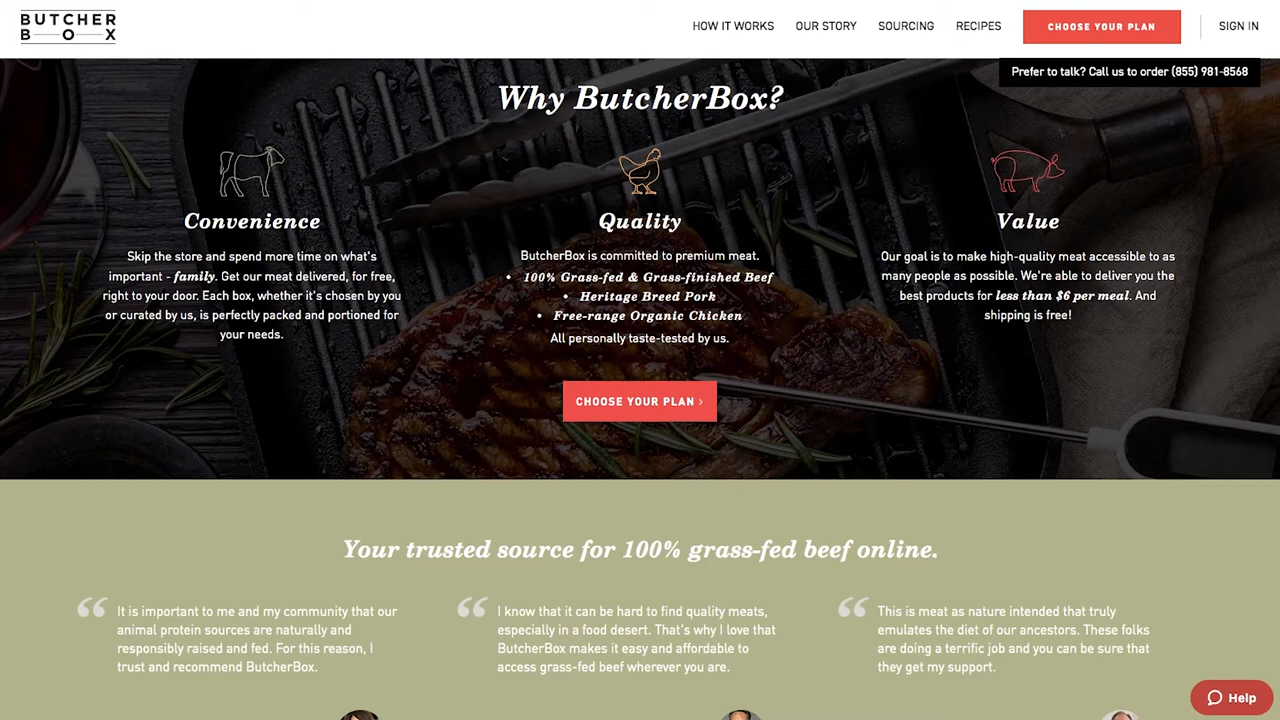 BUTCHER
BOX
HOW IT WORKS
OUR STORY
SOURCING
RECIPES
CHOOSE YOUR PLAN
SIGN IN
Prefer to talk? Call us to order (855) 981-8568
Why ButcherBox?
Convenience
Skip the store and spend more time on what's
important - family. Get our meat delivered, for free,
right to your door. Each box, whether it's chosen by you
or curated by us, is perfectly packed and portioned for
your needs.
Quality
ButcherBox is committed to premium meat.
• 100% Grass-fed & Grass-finished Beef
• Heritage Breed Pork
• Free-range Organic Chicken
All personally taste-tested by us.
Value
Our goal is to make high-quality meat accessible to as
many people as possible. We're able to deliver you the
best products for less than $6 per meal. And
shipping is free!
CHOOSE YOUR PLAN ›
Your trusted source for 100% grass-fed beef online.
“ It is important to me and my community that our
animal protein sources are naturally and
responsibly raised and fed. For this reason, I
trust and recommend ButcherBox.
“ I know that it can be hard to find quality meats,
especially in a food desert. That's why I love that
ButcherBox makes it easy and affordable to
access grass-fed beef wherever you are.
“ This is meat as nature intended that truly
emulates the diet of our ancestors. These folks
are doing a terrific job and you can be sure that
they get my support.
Help